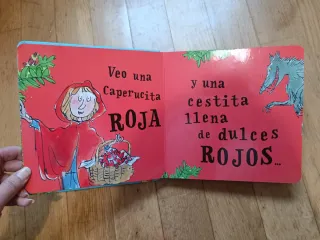 Veo una
Caperucita
ROJA
y una
cestita
llena
de dulces
ROJOS...